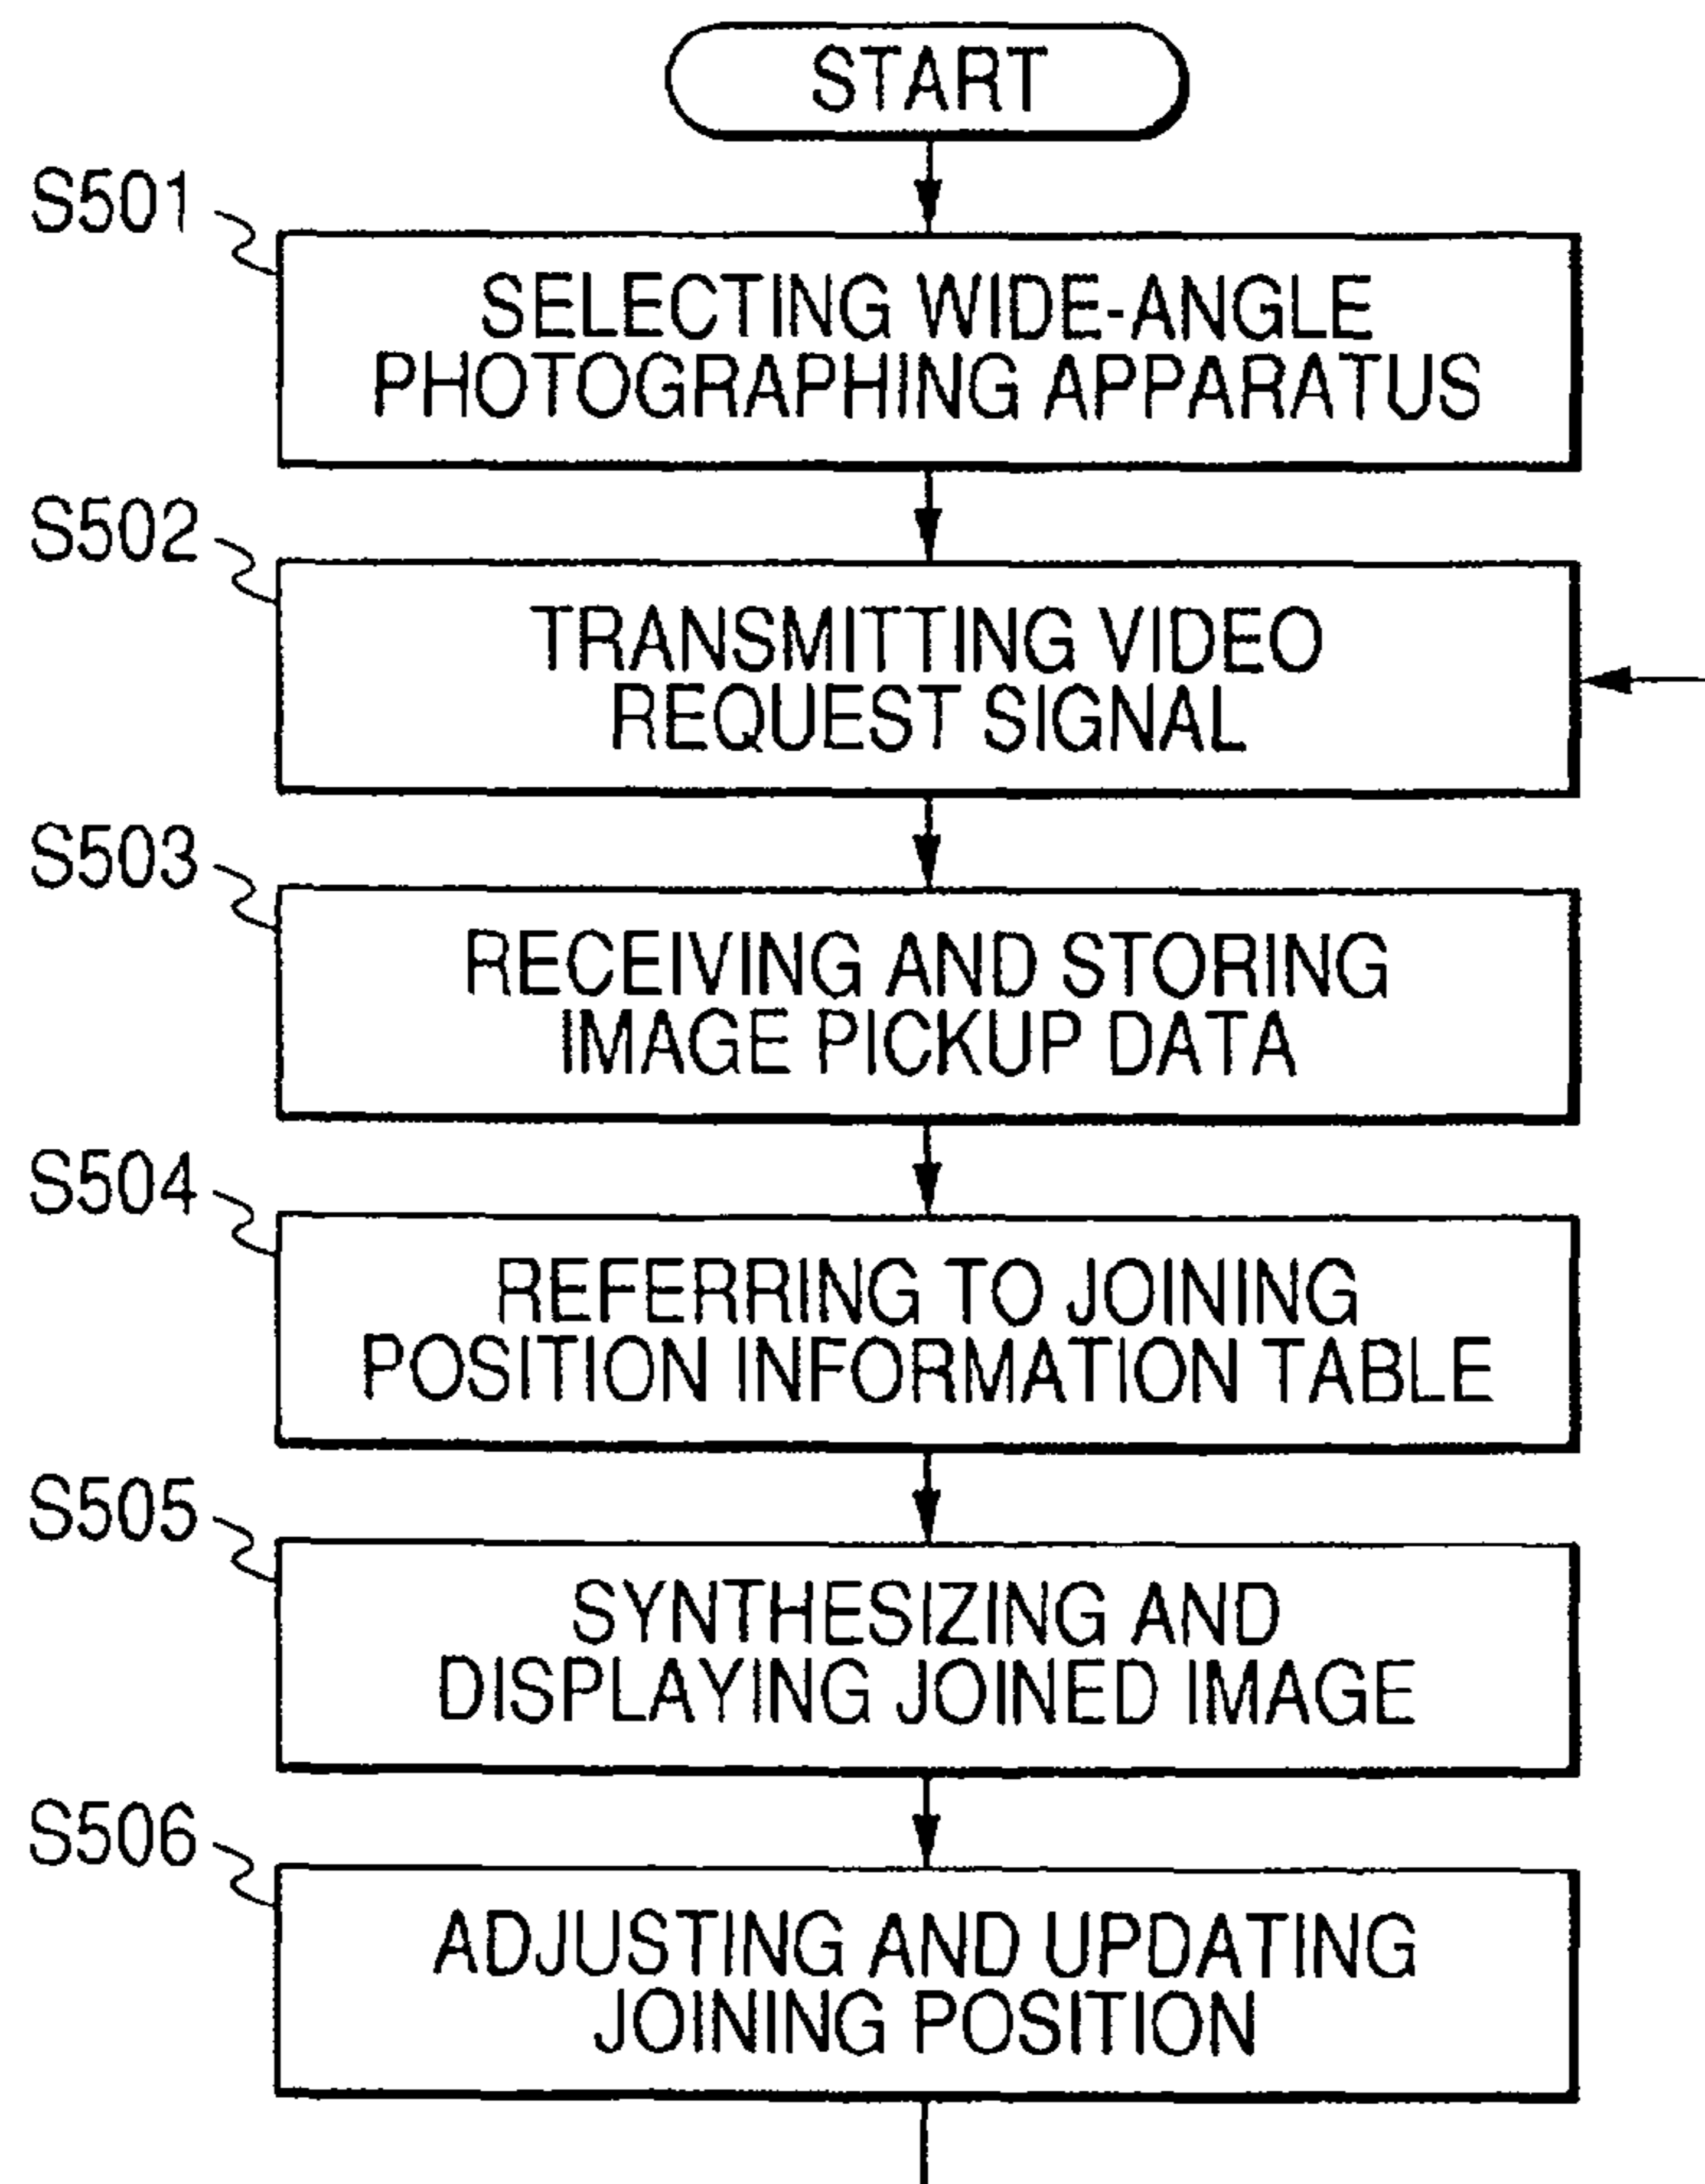 START
S501
SELECTING WIDE-ANGLE
PHOTOGRAPHING APPARATUS
S502
TRANSMITTING VIDEO
REQUEST SIGNAL
S503
RECEIVING AND STORING
IMAGE PICKUP DATA
S504
REFERRING TO JOINING
POSITION INFORMATION TABLE
S505
SYNTHESIZING AND
DISPLAYING JOINED IMAGE
S506
ADJUSTING AND UPDATING
JOINING POSITION